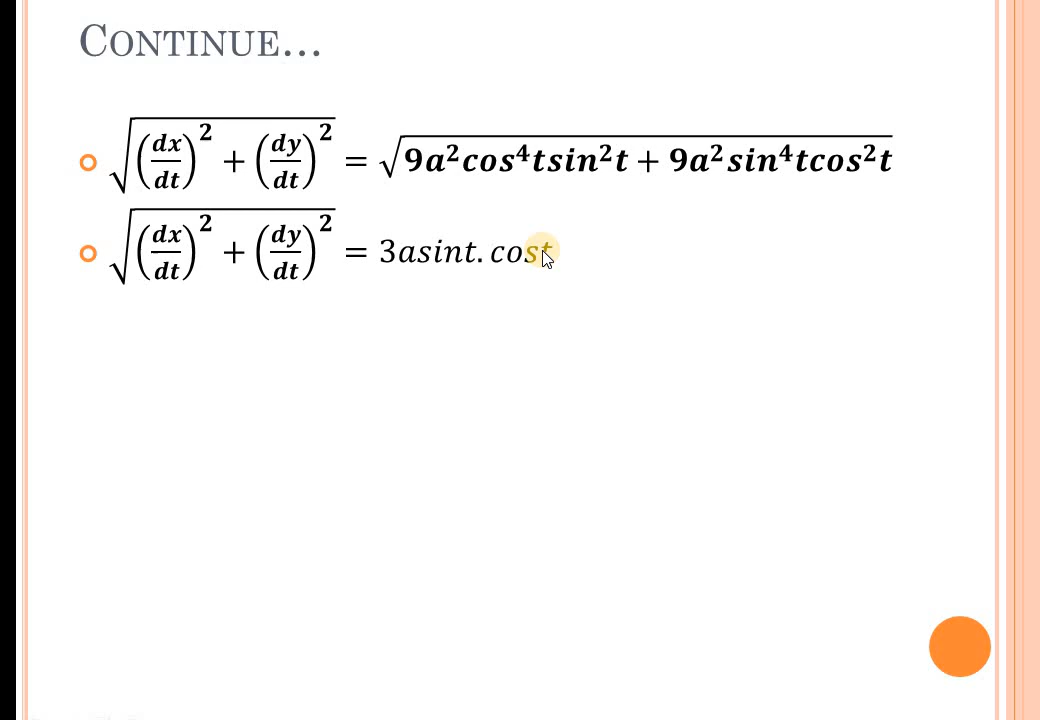 CONTINUE...
√((dx/dt)² + (dy/dt)²) = √(9a²cos⁴tsin²t + 9a²sin⁴tcos²t)
√((dx/dt)² + (dy/dt)²) = 3asint.cost